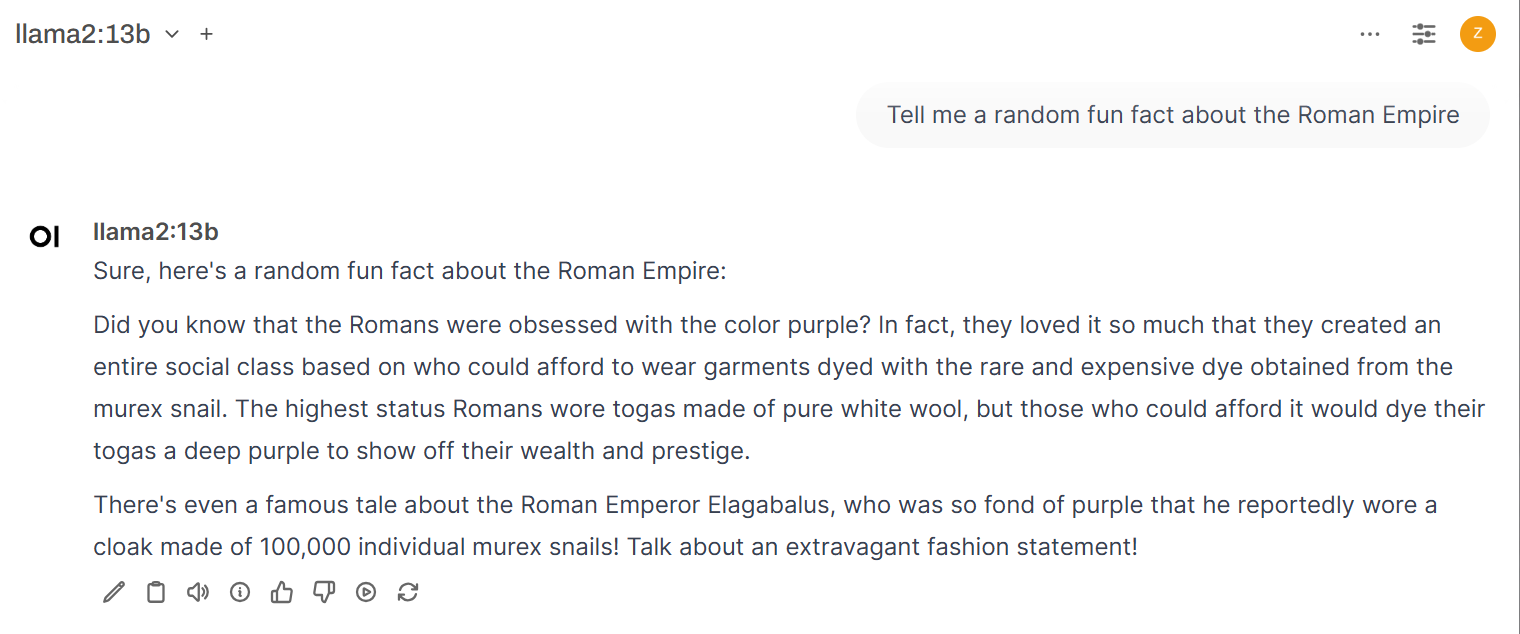 llama2:13b
Z
Tell me a random fun fact about the Roman Empire
OI
llama2:13b
Sure, here's a random fun fact about the Roman Empire:
Did you know that the Romans were obsessed with the color purple? In fact, they loved it so much that they created an
entire social class based on who could afford to wear garments dyed with the rare and expensive dye obtained from the
murex snail. The highest status Romans wore togas made of pure white wool, but those who could afford it would dye their
togas a deep purple to show off their wealth and prestige.
There's even a famous tale about the Roman Emperor Elagabalus, who was so fond of purple that he reportedly wore a
cloak made of 100,000 individual murex snails! Talk about an extravagant fashion statement!